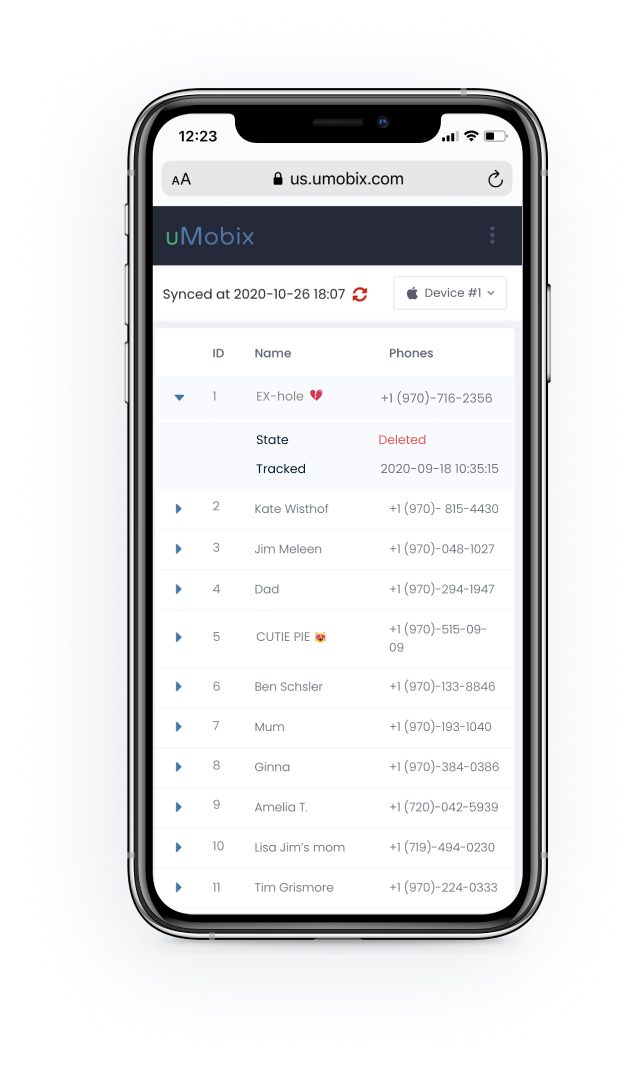 12:23
AA us.umobix.com
uMobix
Synced at 2020-10-26 18:07 Device #1
ID Name Phones
1 EX-hole 💔 +1 (970)-716-2356
State Deleted
Tracked 2020-09-18 10:35:15
2 Kate Wisthof +1 (970)- 815-4430
3 Jim Meleen +1 (970)-048-1027
4 Dad +1 (970)-294-1947
5 CUTIE PIE 😻 +1 (970)-515-09-
09
6 Ben Schsler +1 (970)-133-8846
7 Mum +1 (970)-193-1040
8 Ginna +1 (970)-384-0386
9 Amelia T. +1 (720)-042-5939
10 Lisa Jim’s mom +1 (719)-494-0230
11 Tim Grismore +1 (970)-224-0333